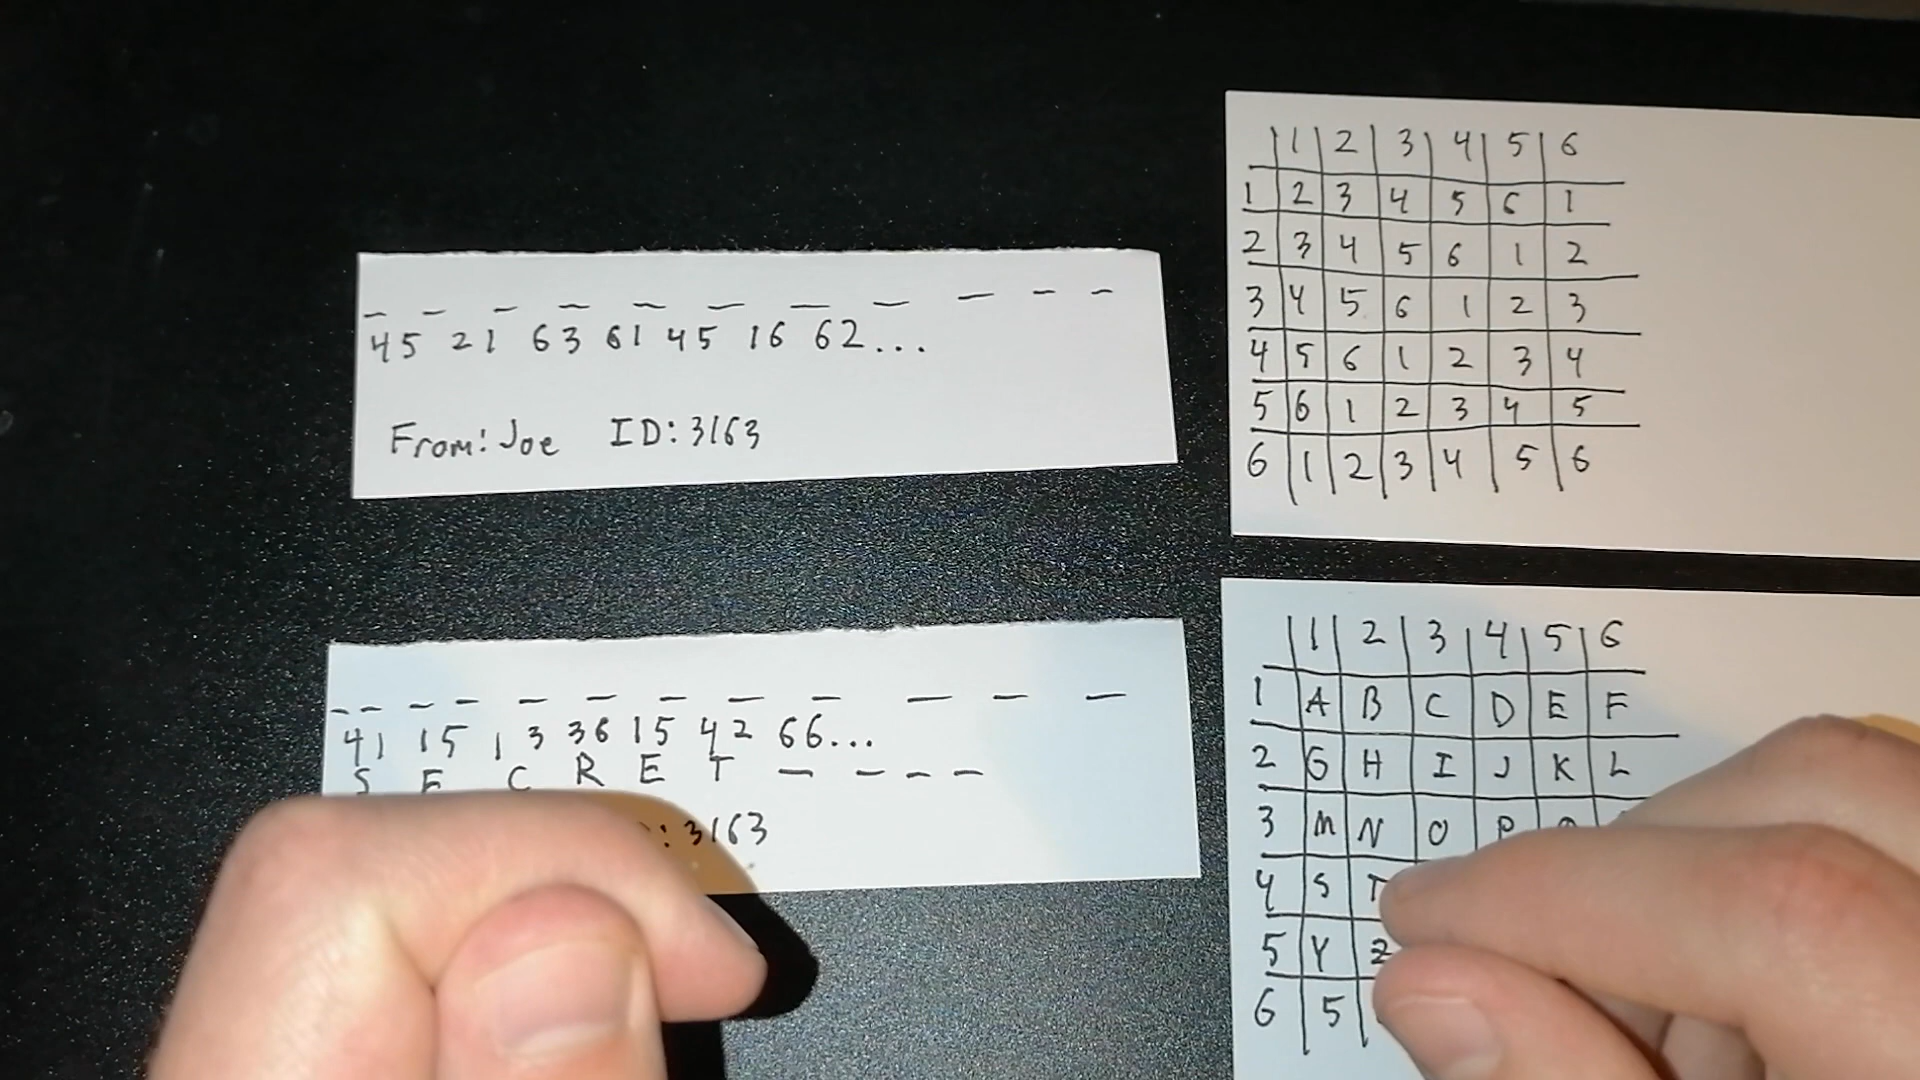 45 21 63 61 45 16 62...
From: Joe ID: 3163
41 15 13 36 15 42 66...
S E C R E T
: 3163
1 2 3 4 5 6
1 2 3 4 5 6 1
2 3 4 5 6 1 2
3 4 5 6 1 2 3
4 5 6 1 2 3 4
5 6 1 2 3 4 5
6 1 2 3 4 5 6
1 2 3 4 5 6
1 A B C D E F
2 G H I J K L
3 M N O P
4 S T
5 Y Z
6 5